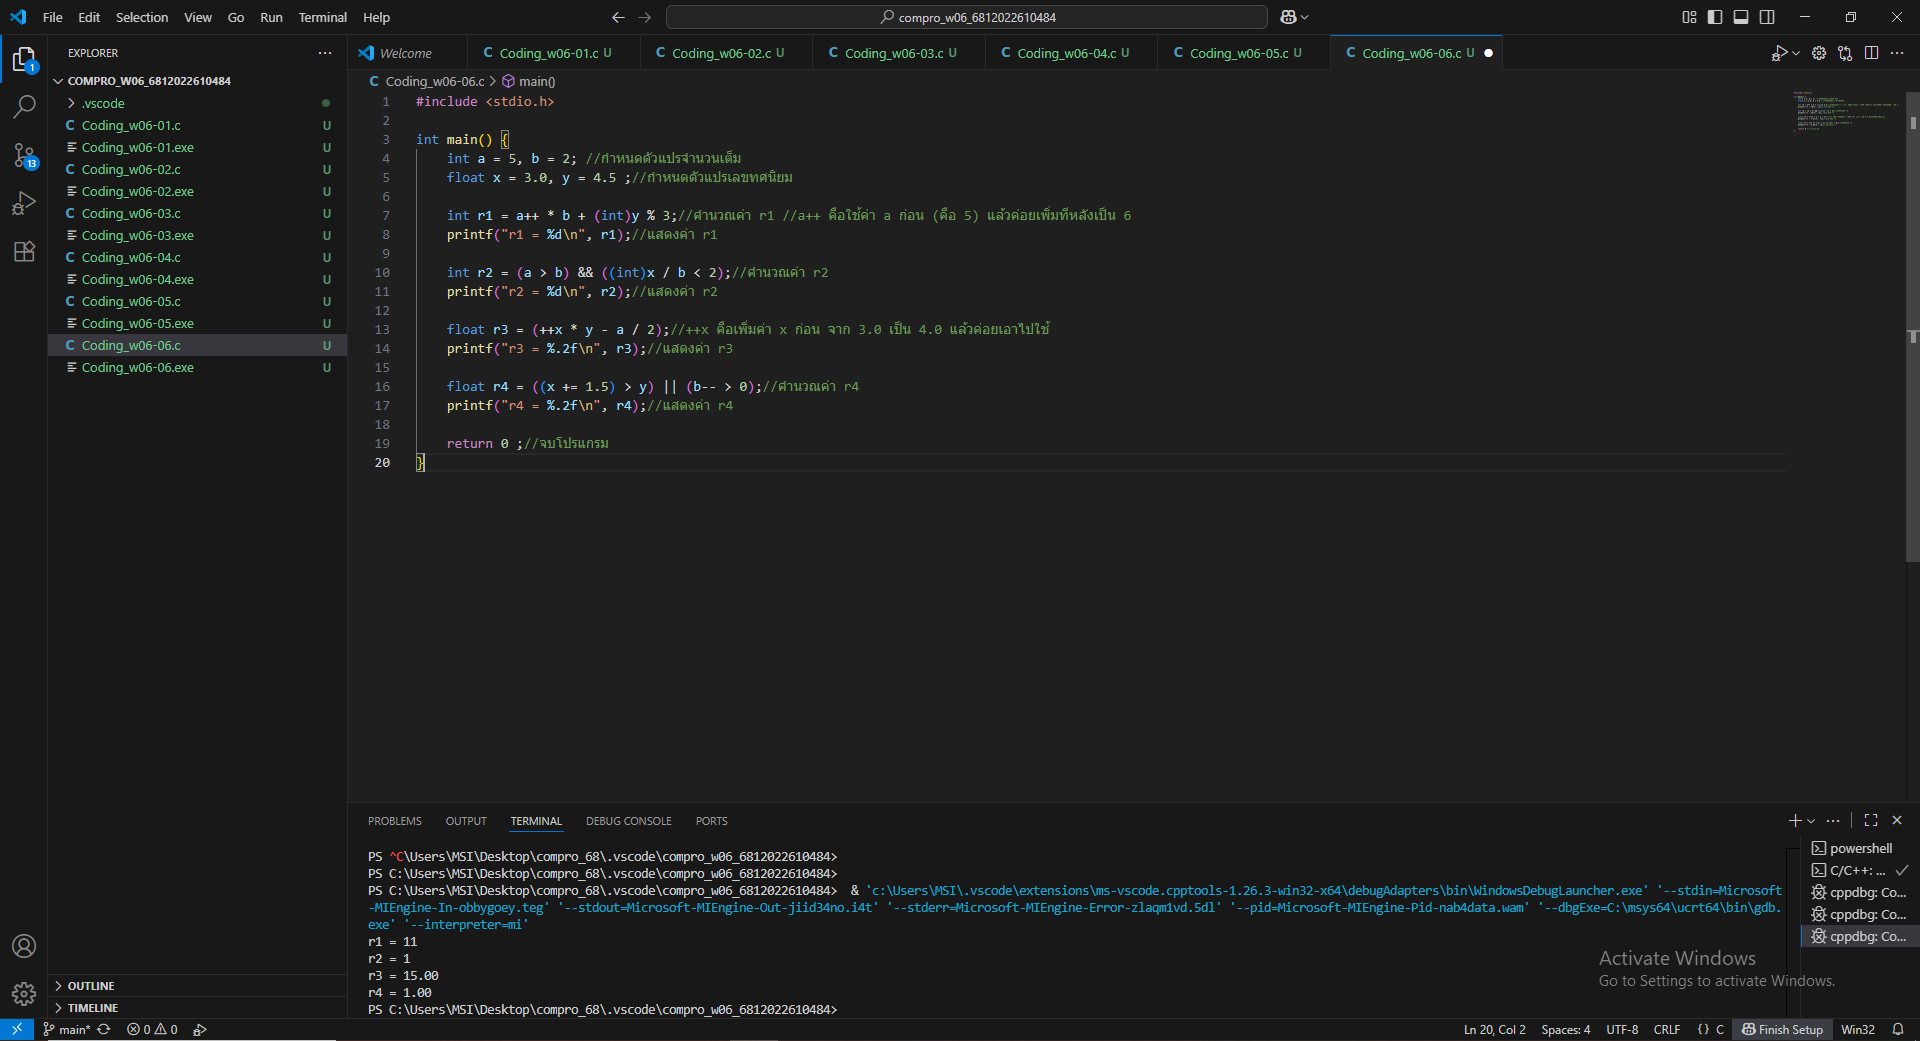 File Edit Selection View Go Run Terminal Help
compro_w06_6812022610484
EXPLORER
COMPRO_W06_6812022610484
.vscode
Coding_w06-01.c U
Coding_w06-01.exe U
Coding_w06-02.c U
Coding_w06-02.exe U
Coding_w06-03.c U
Coding_w06-03.exe U
Coding_w06-04.c U
Coding_w06-04.exe U
Coding_w06-05.c U
Coding_w06-05.exe U
Coding_w06-06.c U
Coding_w06-06.exe U
OUTLINE
TIMELINE
Welcome C Coding_w06-01.c U C Coding_w06-02.c U C Coding_w06-03.c U C Coding_w06-04.c U C Coding_w06-05.c U C Coding_w06-06.c U
C Coding_w06-06.c > main()
1 #include <stdio.h>
2
3 int main() {
4 int a = 5, b = 2; //กำหนดตัวแปรจำนวนเต็ม
5 float x = 3.0, y = 4.5 ;//กำหนดตัวแปรเลขทศนิยม
6
7 int r1 = a++ * b + (int)y % 3;//คำนวณค่า r1 //a++ คือใช้ค่า a ก่อน (คือ 5) แล้วค่อยเพิ่มทีหลังเป็น 6
8 printf("r1 = %d\n", r1);//แสดงค่า r1
9
10 int r2 = (a > b) && ((int)x / b < 2);//คำนวณค่า r2
11 printf("r2 = %d\n", r2);//แสดงค่า r2
12
13 float r3 = (++x * y - a / 2);//++x คือเพิ่มค่า x ก่อน จาก 3.0 เป็น 4.0 แล้วค่อยเอาไปใช้
14 printf("r3 = %.2f\n", r3);//แสดงค่า r3
15
16 float r4 = ((x += 1.5) > y) || (b-- > 0);//คำนวณค่า r4
17 printf("r4 = %.2f\n", r4);//แสดงค่า r4
18
19 return 0 ;//จบโปรแกรม
20 }
PROBLEMS OUTPUT TERMINAL DEBUG CONSOLE PORTS
PS ^C\Users\MSI\Desktop\compro_68\.vscode\compro_w06_6812022610484>
PS C:\Users\MSI\Desktop\compro_68\.vscode\compro_w06_6812022610484>
PS C:\Users\MSI\Desktop\compro_68\.vscode\compro_w06_6812022610484> & 'c:\Users\MSI\.vscode\extensions\ms-vscode.cpptools-1.26.3-win32-x64\debugAdapters\bin\WindowsDebugLauncher.exe' '--stdin=Microsoft
-MIEngine-In-obbygoey.teg' '--stdout=Microsoft-MIEngine-Out-jiid34no.i4t' '--stderr=Microsoft-MIEngine-Error-zlaqm1vd.5dl' '--pid=Microsoft-MIEngine-Pid-nab4data.wam' '--dbgExe=C:\msys64\ucrt64\bin\gdb.
exe' '--interpreter=mi'
r1 = 11
r2 = 1
r3 = 15.00
r4 = 1.00
PS C:\Users\MSI\Desktop\compro_68\.vscode\compro_w06_6812022610484>
powershell
C/C++: ...
cppdbg: Co...
cppdbg: Co...
cppdbg: Co...
Activate Windows
Go to Settings to activate Windows.
1
13
main* 0 0
Ln 20, Col 2 Spaces: 4 UTF-8 CRLF {} C Finish Setup Win32